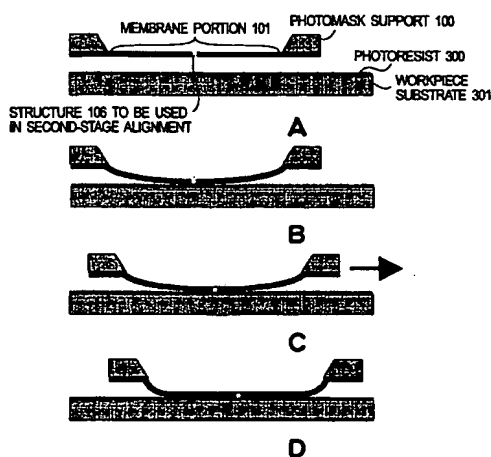 MEMBRANE PORTION 101
PHOTOMASK SUPPORT 100
PHOTORESIST 300
WORKPIECE
SUBSTRATE 301
STRUCTURE 106 TO BE USED
IN SECOND-STAGE ALIGNMENT
A
B
C
D